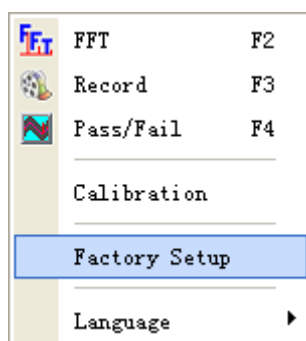 FFT F2
Record F3
Pass/Fail F4
Calibration
Factory Setup
Language